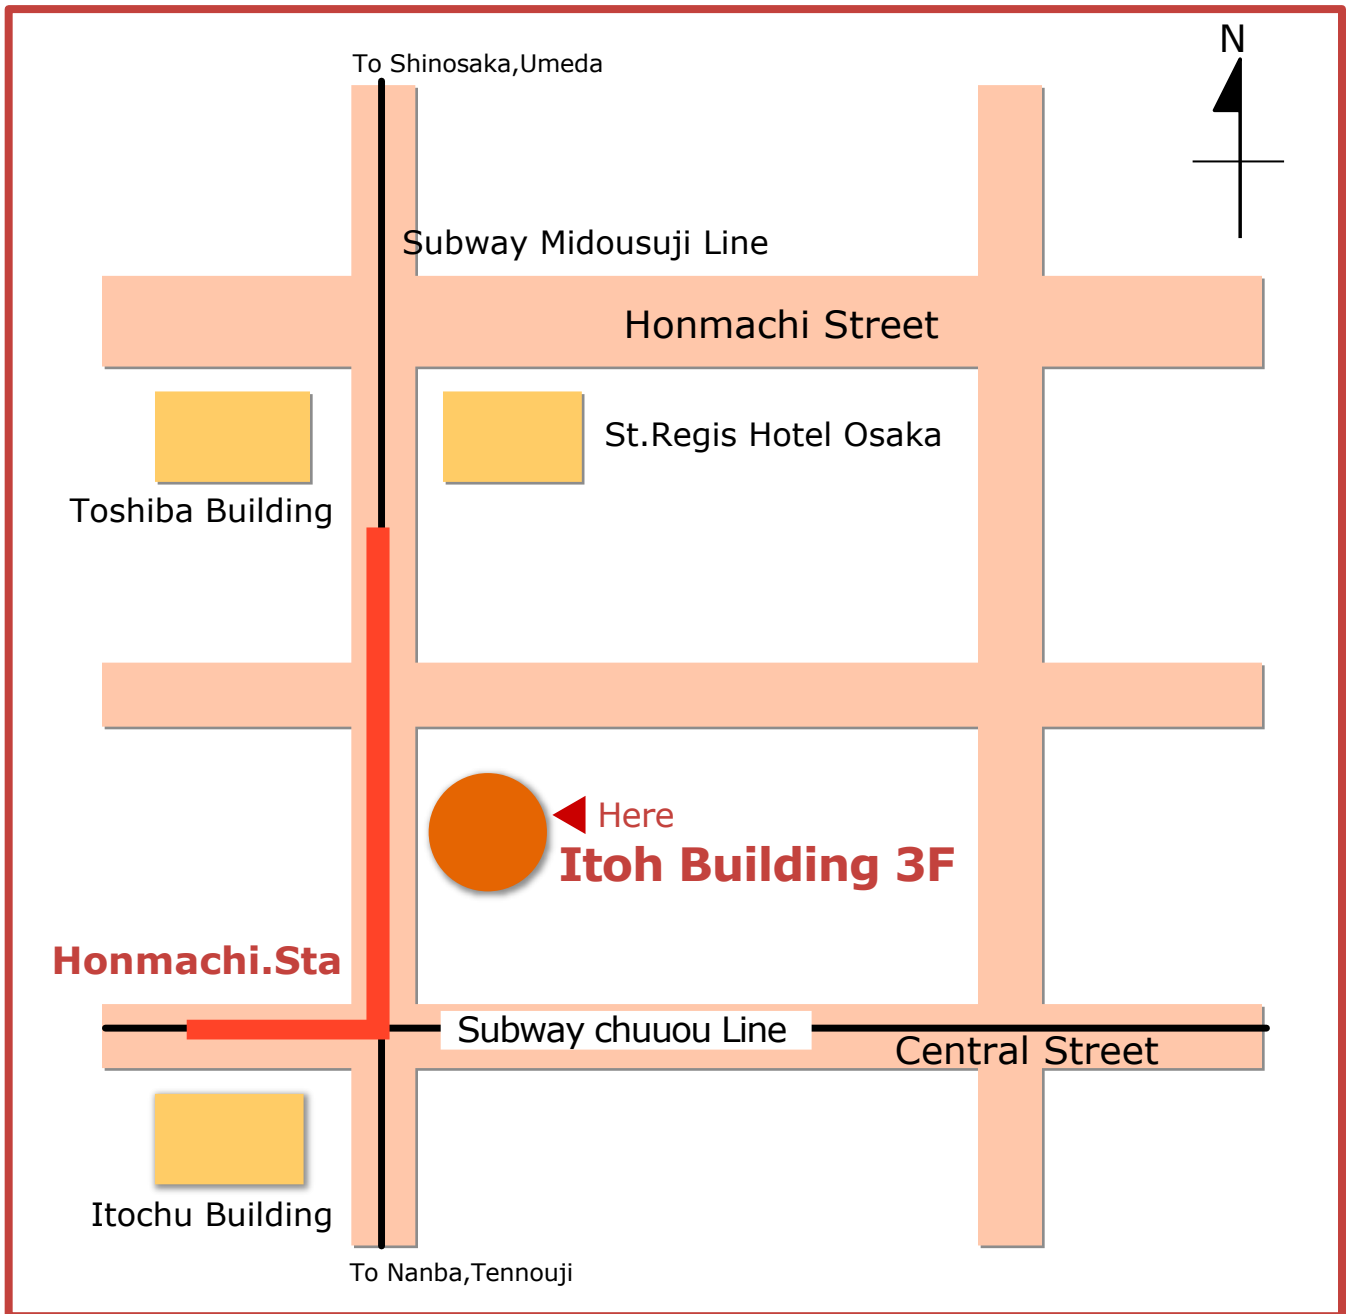 N
To Shinosaka,Umeda
Subway Midousuji Line
Honmachi Street
St.Regis Hotel Osaka
Toshiba Building
Here
Itoh Building 3F
Honmachi.Sta
Subway chuuou Line
Central Street
Itochu Building
To Nanba,Tennouji